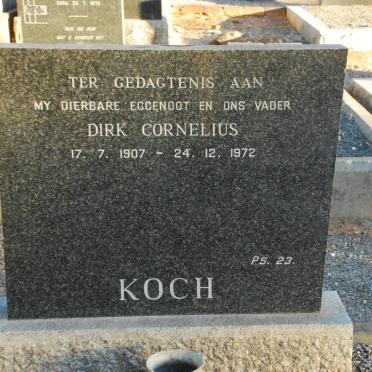 TER GEDAGTENIS AAN
MY DIERBARE EGGENOOT EN ONS VADER
DIRK CORNELIUS
17. 7. 1907 – 24. 12. 1972
PS. 23.
KOCH